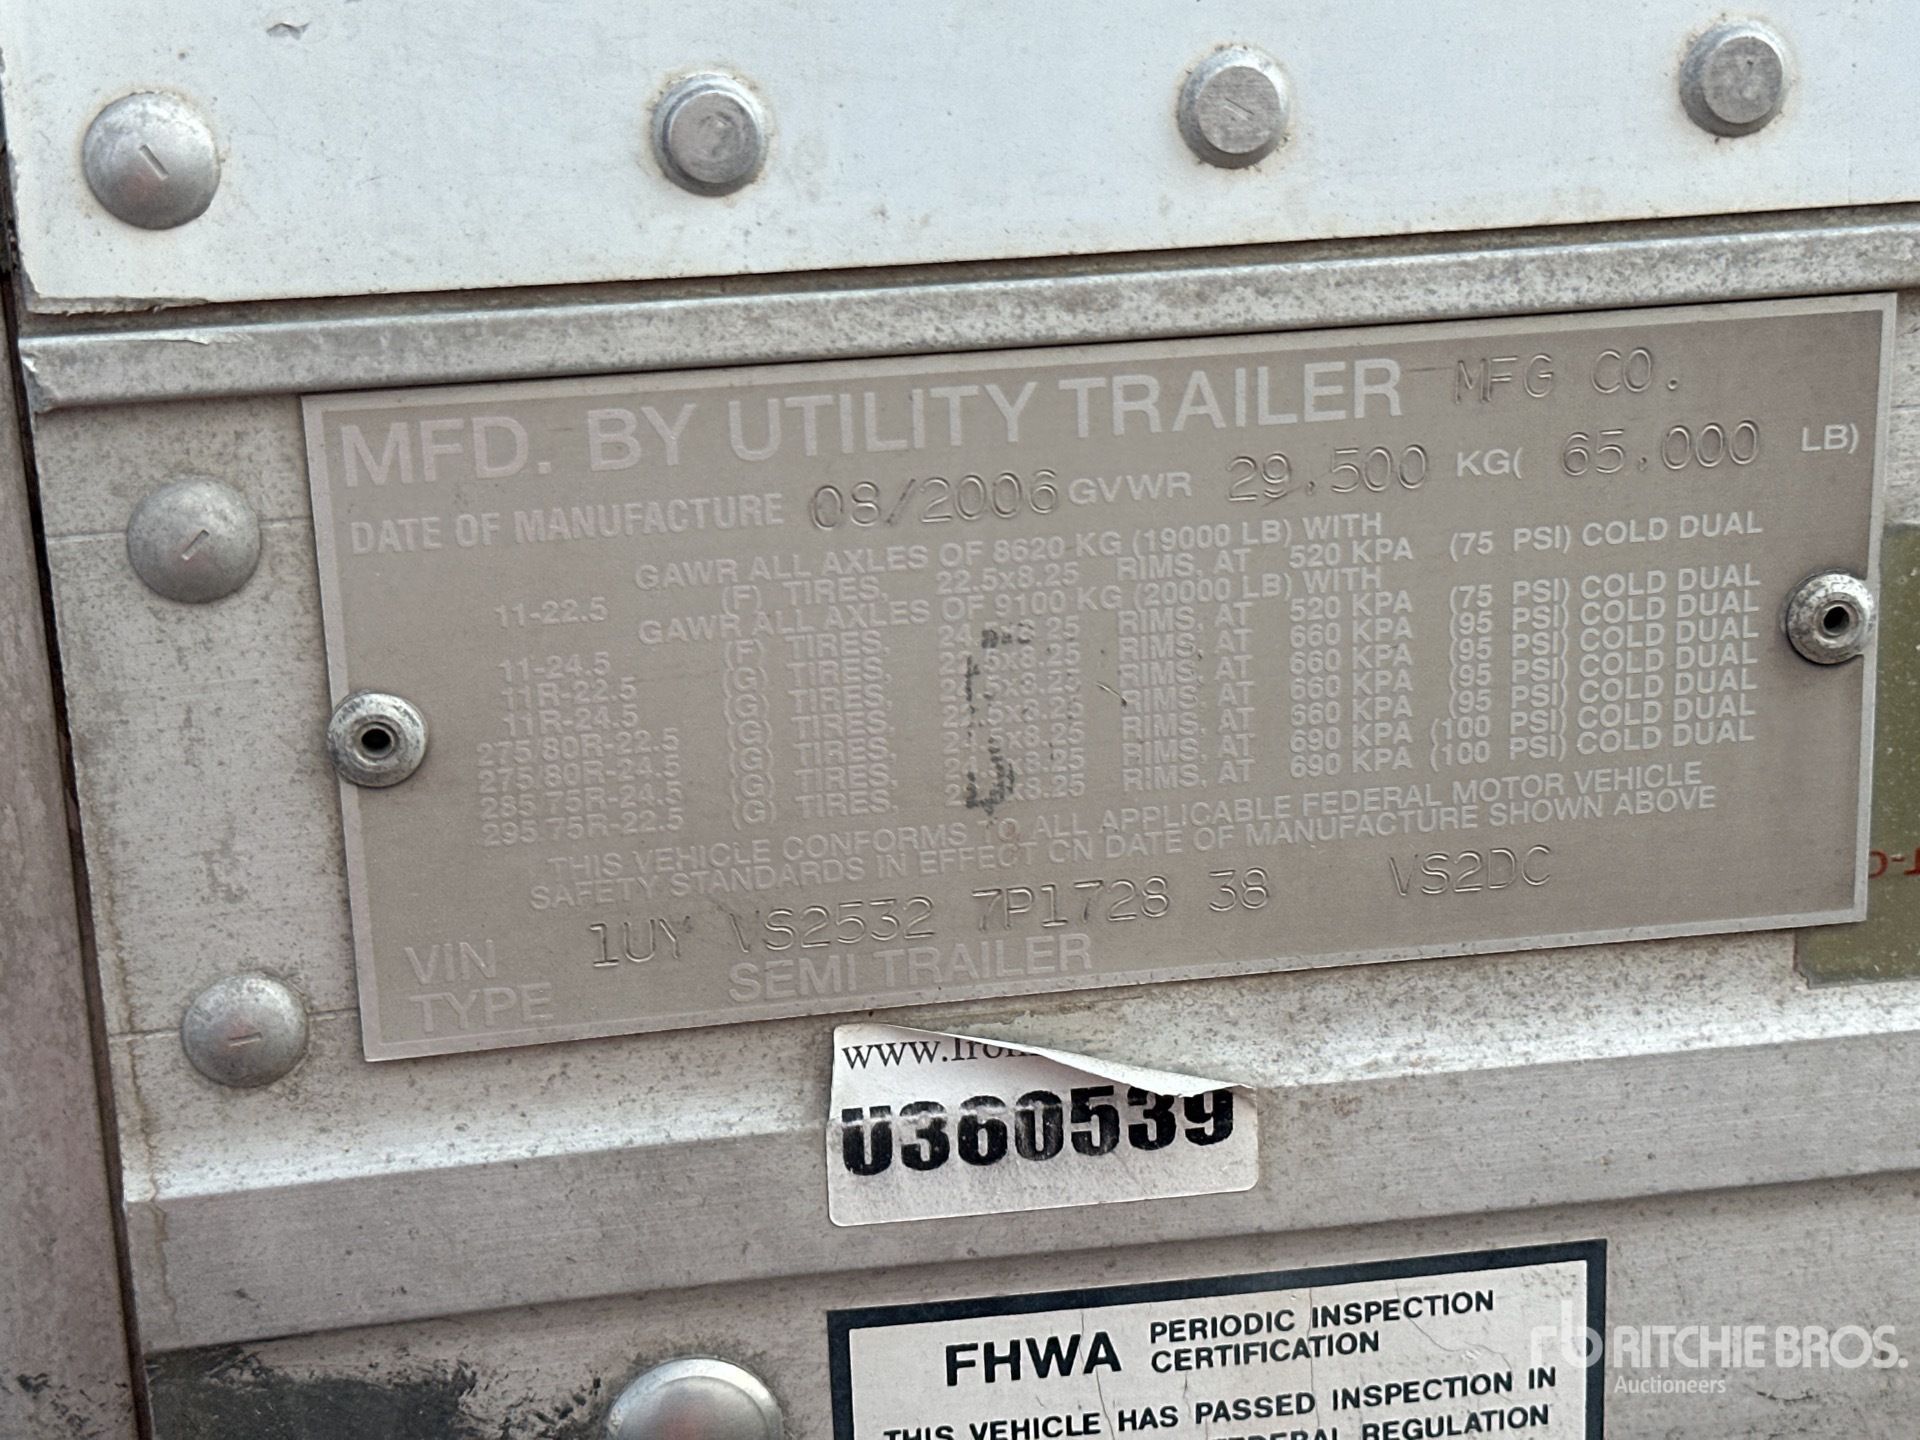 MFD. BY UTILITY TRAILER MFG CO.
DATE OF MANUFACTURE 08/2006 GVWR 29,500 KG( 65,000 LB)
GAWR ALL AXLES OF 8620 KG (19000 LB) WITH
11-22.5 (F) TIRES, 22.5x8.25 RIMS, AT 520 KPA (75 PSI) COLD DUAL
GAWR ALL AXLES OF 9100 KG (20000 LB) WITH
11-24.5 (F) TIRES, RIMS, AT 520 KPA (75 PSI) COLD DUAL
11R-22.5 (G) TIRES, RIMS, AT 660 KPA (95 PSI) COLD DUAL
11R-24.5 (G) TIRES, RIMS, AT 660 KPA (95 PSI) COLD DUAL
275/80R-22.5 (G) TIRES, RIMS, AT 660 KPA (95 PSI) COLD DUAL
275/80R-24.5 (G) TIRES, RIMS, AT 660 KPA (95 PSI) COLD DUAL
285/75R-24.5 (G) TIRES, RIMS, AT 690 KPA (100 PSI) COLD DUAL
295/75R-22.5 (G) TIRES, RIMS, AT 690 KPA (100 PSI) COLD DUAL
THIS VEHICLE CONFORMS TO ALL APPLICABLE FEDERAL MOTOR VEHICLE
SAFETY STANDARDS IN EFFECT ON DATE OF MANUFACTURE SHOWN ABOVE
VIN 1UY VS2532 7P1728 38 VS2DC
TYPE SEMI TRAILER
U360539
FHWA PERIODIC INSPECTION
CERTIFICATION
THIS VEHICLE HAS PASSED INSPECTION IN
FEDERAL REGULATION
rb RITCHIE BROS.
Auctioneers